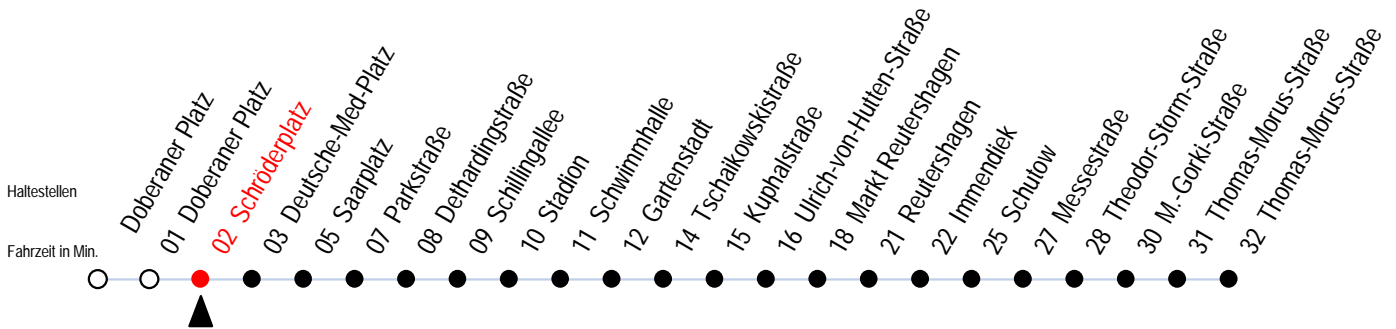 Haltestellen
Fahrzeit in Min.
Doberaner Platz
01 Doberaner Platz
02 Schröderplatz
03 Deutsche-Med-Platz
05 Saarplatz
07 Parkstraße
08 Dethardingstraße
09 Schillingallee
10 Stadion
11 Schwimmhalle
12 Gartenstadt
14 Tschaikowskistraße
15 Kuphalstraße
16 Ulrich-von-Hutten-Straße
18 Markt Reutershagen
21 Reutershagen
22 Immendiek
25 Schutow
27 Messestraße
28 Theodor-Storm-Straße
30 M.-Gorki-Straße
31 Thomas-Morus-Straße
32 Thomas-Morus-Straße